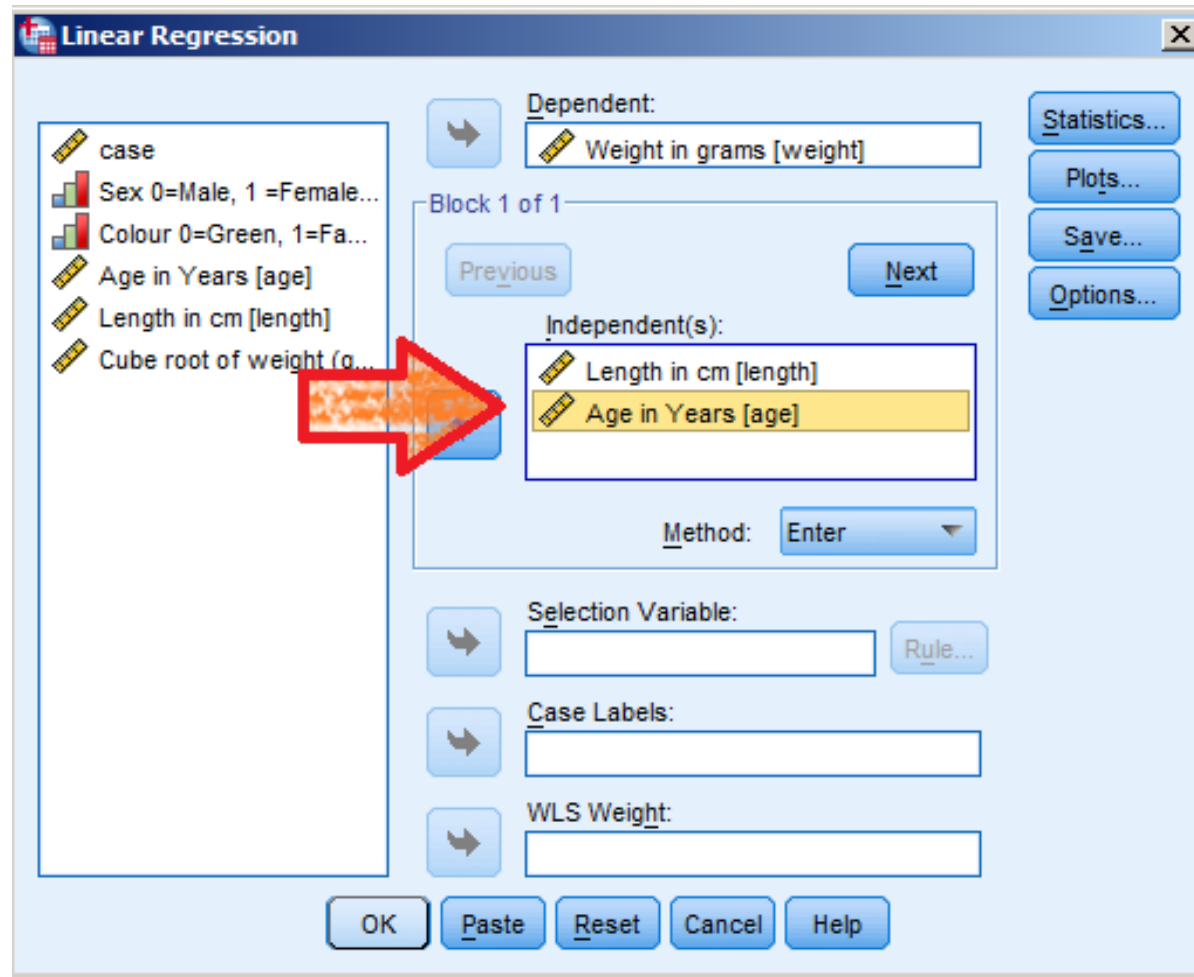 Linear Regression
case
Sex 0=Male, 1 =Female...
Colour 0=Green, 1=Fa...
Age in Years [age]
Length in cm [length]
Cube root of weight (g...
Dependent:
Weight in grams [weight]
Block 1 of 1
Previous
Next
Independent(s):
Length in cm [length]
Age in Years [age]
Method: Enter
Selection Variable:
Rule...
Case Labels:
WLS Weight:
Statistics...
Plots...
Save...
Options...
OK Paste Reset Cancel Help